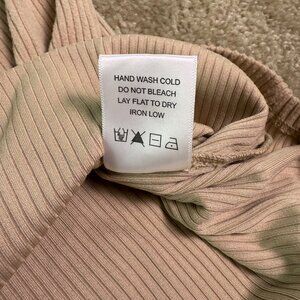 HAND WASH COLD
DO NOT BLEACH
LAY FLAT TO DRY
IRON LOW